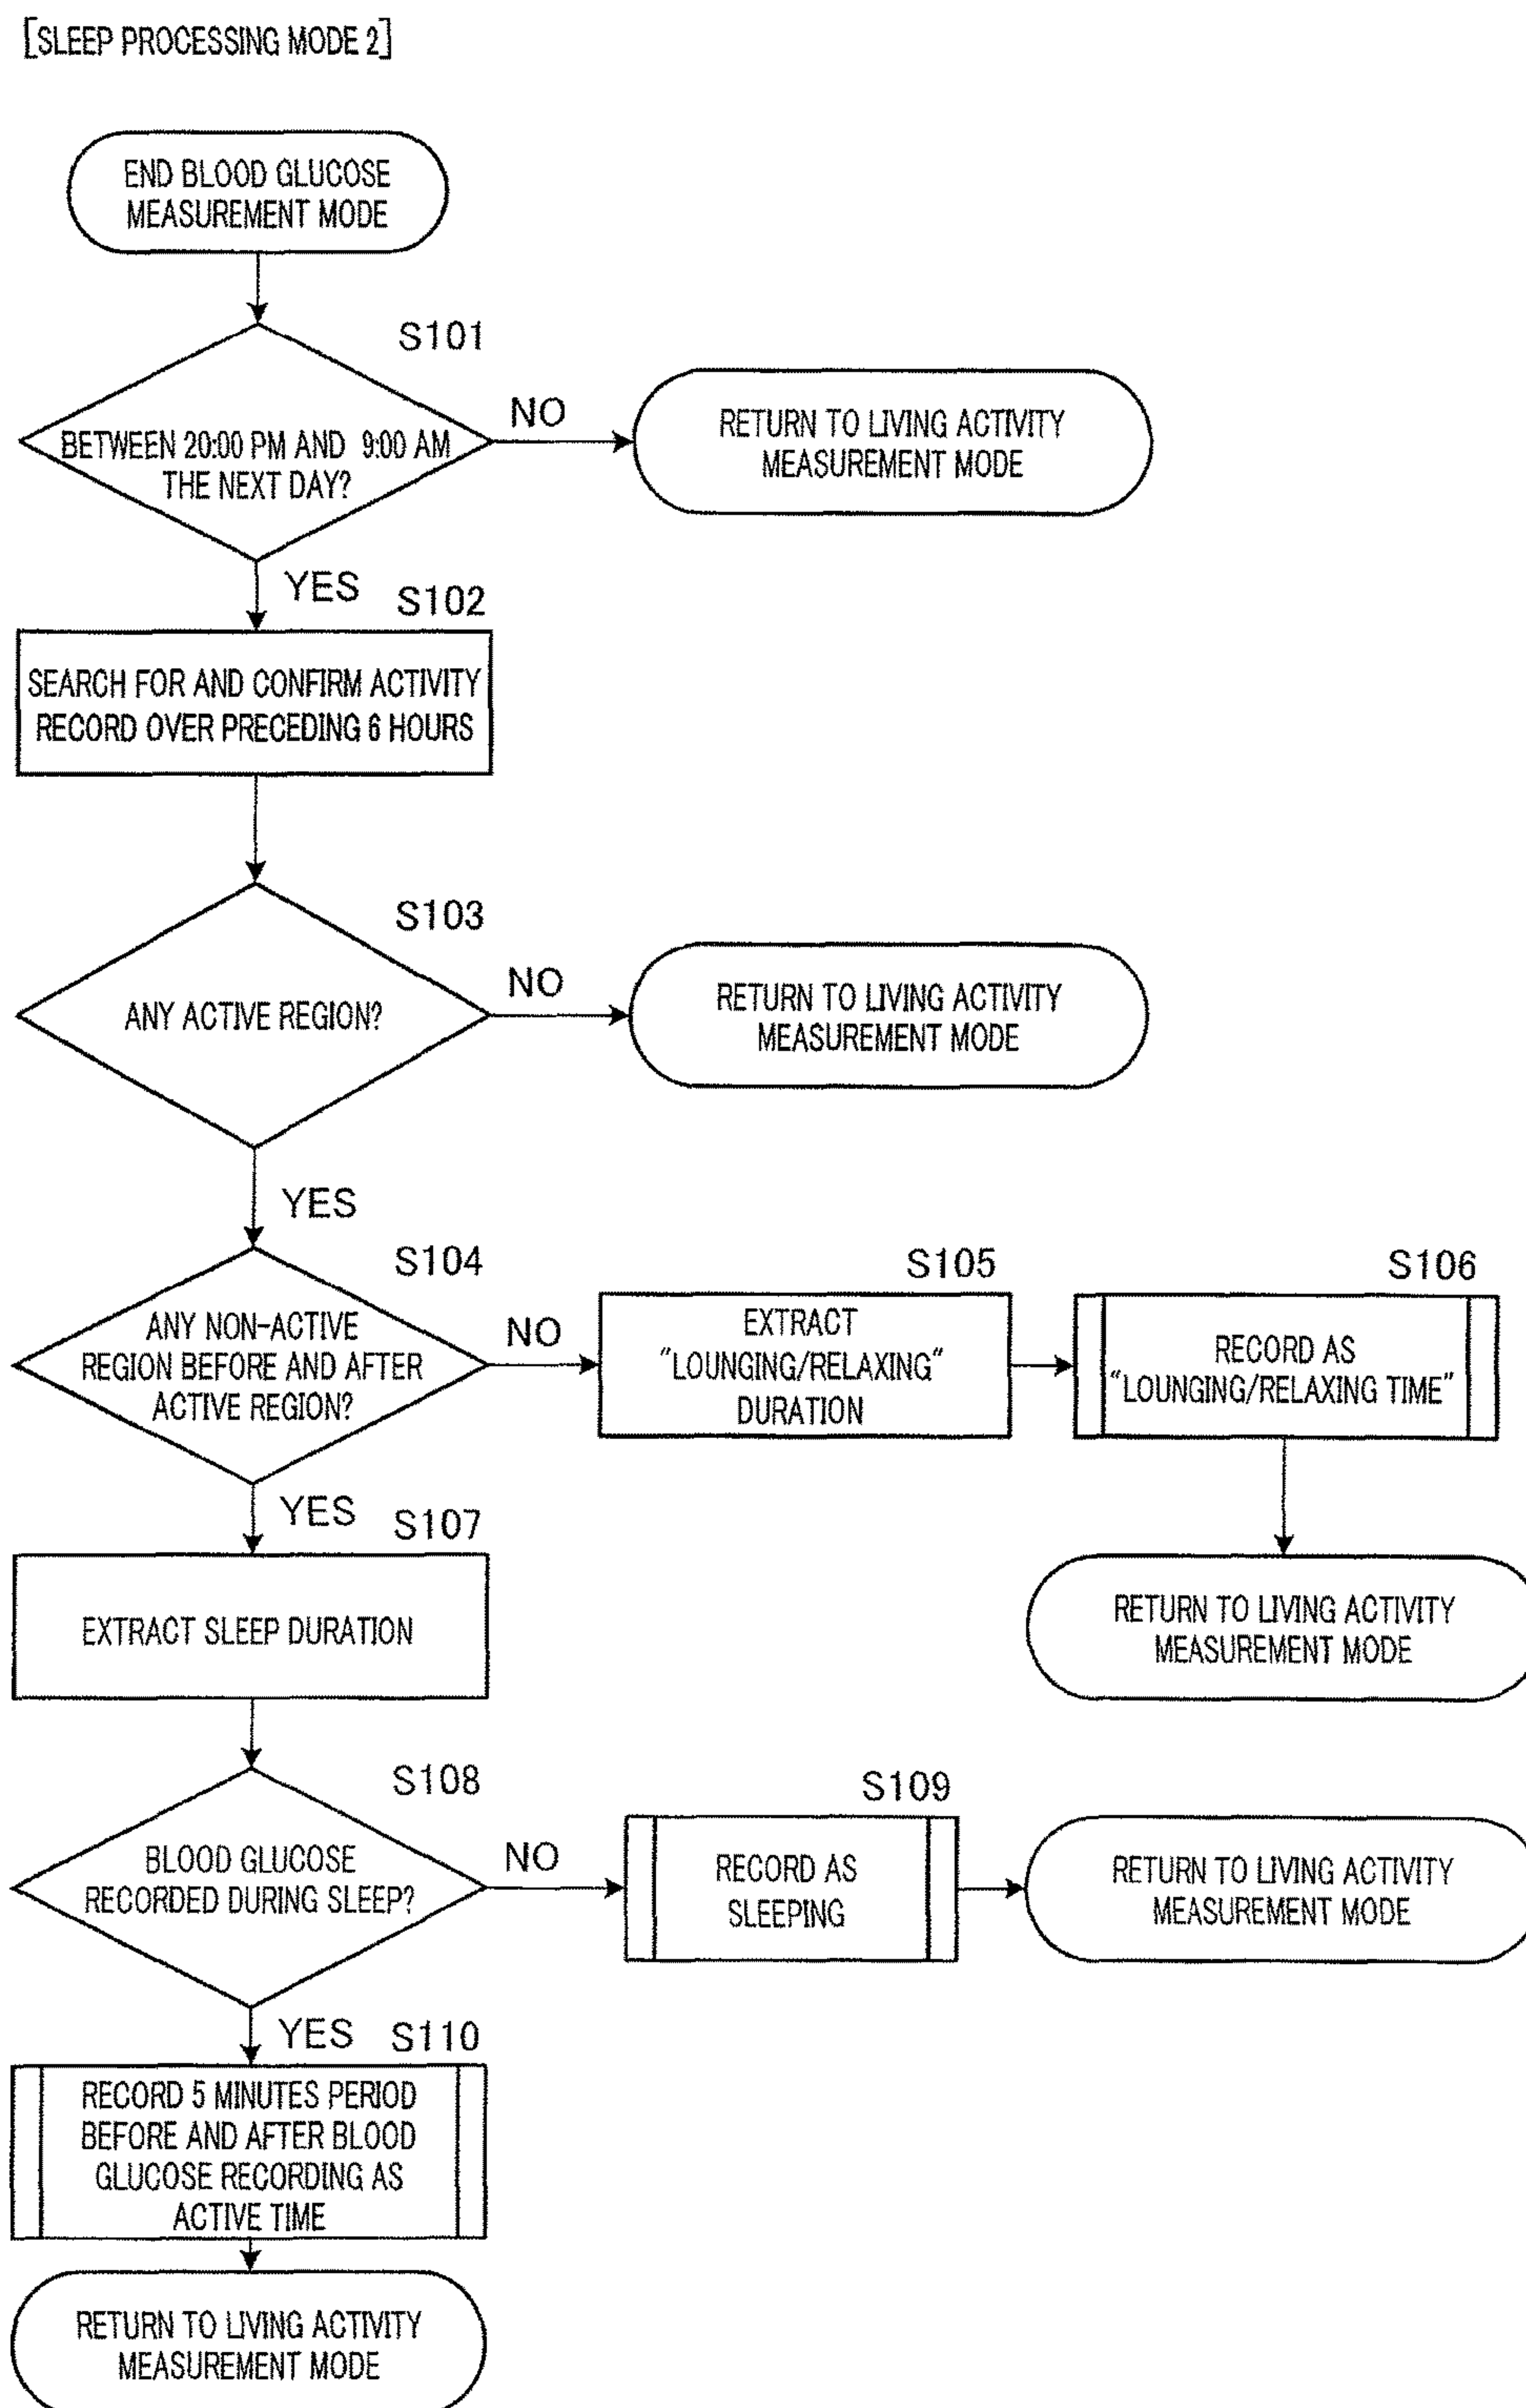 [SLEEP PROCESSING MODE 2]
END BLOOD GLUCOSE
MEASUREMENT MODE
S101
BETWEEN 20:00 PM AND 9:00 AM
THE NEXT DAY?
NO
RETURN TO LIVING ACTIVITY
MEASUREMENT MODE
YES
S102
SEARCH FOR AND CONFIRM ACTIVITY
RECORD OVER PRECEDING 6 HOURS
S103
ANY ACTIVE REGION?
NO
RETURN TO LIVING ACTIVITY
MEASUREMENT MODE
YES
S104
ANY NON-ACTIVE
REGION BEFORE AND AFTER
ACTIVE REGION?
NO
S105
EXTRACT
"LOUNGING/RELAXING"
DURATION
S106
RECORD AS
"LOUNGING/RELAXING TIME"
RETURN TO LIVING ACTIVITY
MEASUREMENT MODE
YES
S107
EXTRACT SLEEP DURATION
S108
BLOOD GLUCOSE
RECORDED DURING SLEEP?
NO
S109
RECORD AS
SLEEPING
RETURN TO LIVING ACTIVITY
MEASUREMENT MODE
YES
S110
RECORD 5 MINUTES PERIOD
BEFORE AND AFTER BLOOD
GLUCOSE RECORDING AS
ACTIVE TIME
RETURN TO LIVING ACTIVITY
MEASUREMENT MODE